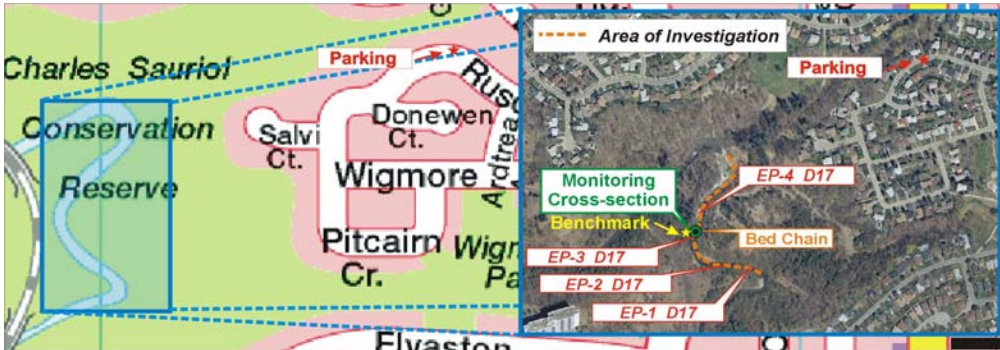 Charles Sauriol
Conservation
Reserve
Parking
Salvi
Ct.
Donewen
Ct.
Ardtrea
Wigmore
Pitcairn
Cr.
Elvaston
Area of Investigation
Parking
EP-4 D17
Monitoring
Cross-section
Benchmark
Bed Chain
EP-3 D17
EP-2 D17
EP-1 D17